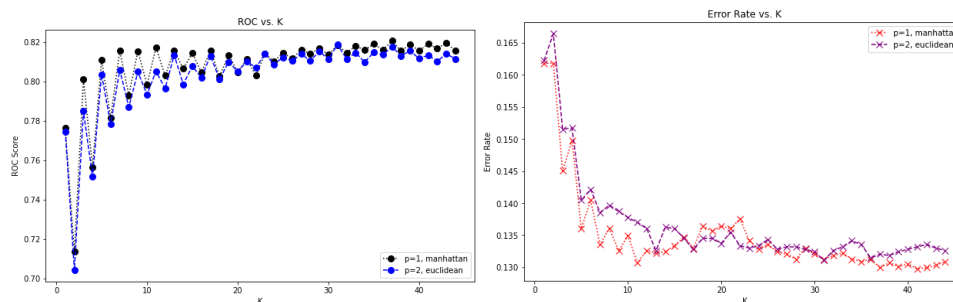 ROC vs. K
0.82
0.80
0.78
0.76
0.74
0.72
0.70
ROC Score
0
10
20
30
40
K
p=1, manhattan
p=2, euclidean
Error Rate vs. K
0.165
0.160
0.155
0.150
0.145
0.140
0.135
0.130
Error Rate
0
10
20
30
40
K
p=1, manhattan
p=2, euclidean